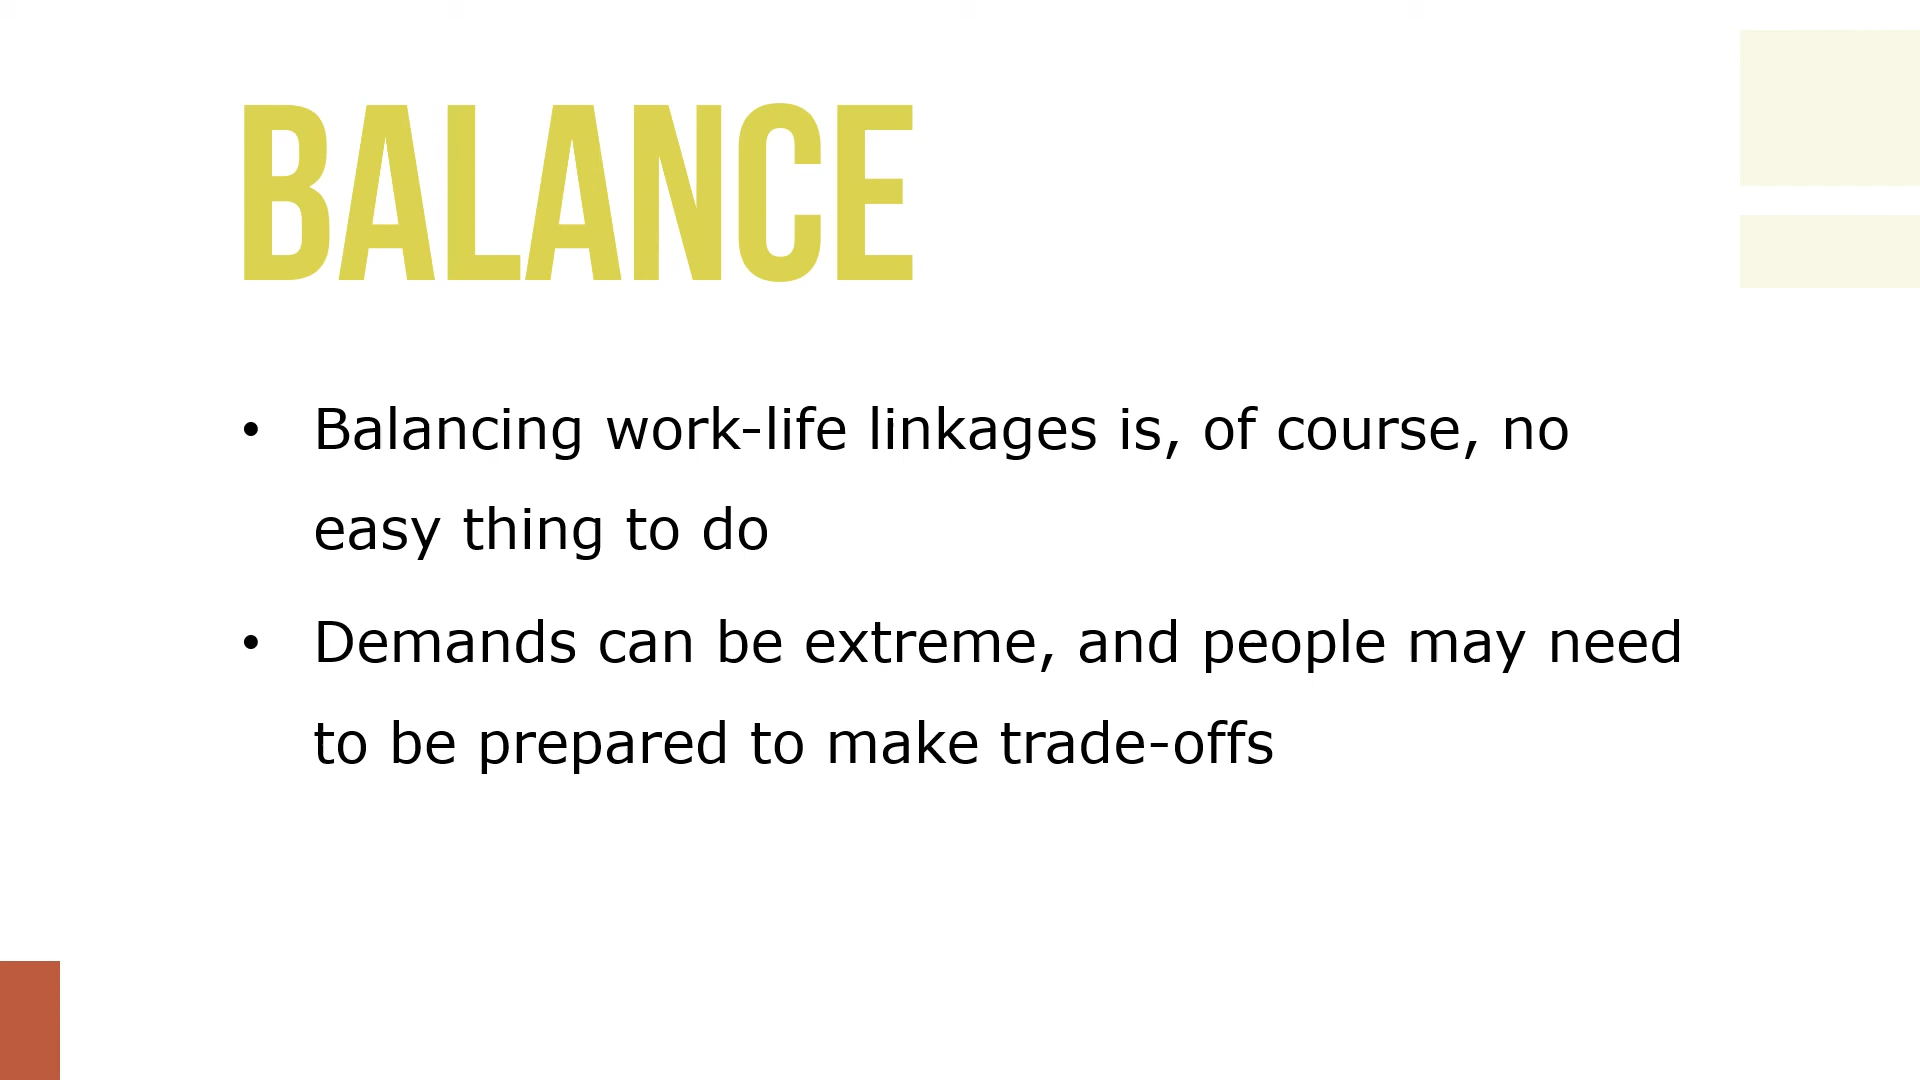 BALANCE
• Balancing work-life linkages is, of course, no
easy thing to do
• Demands can be extreme, and people may need
to be prepared to make trade-offs